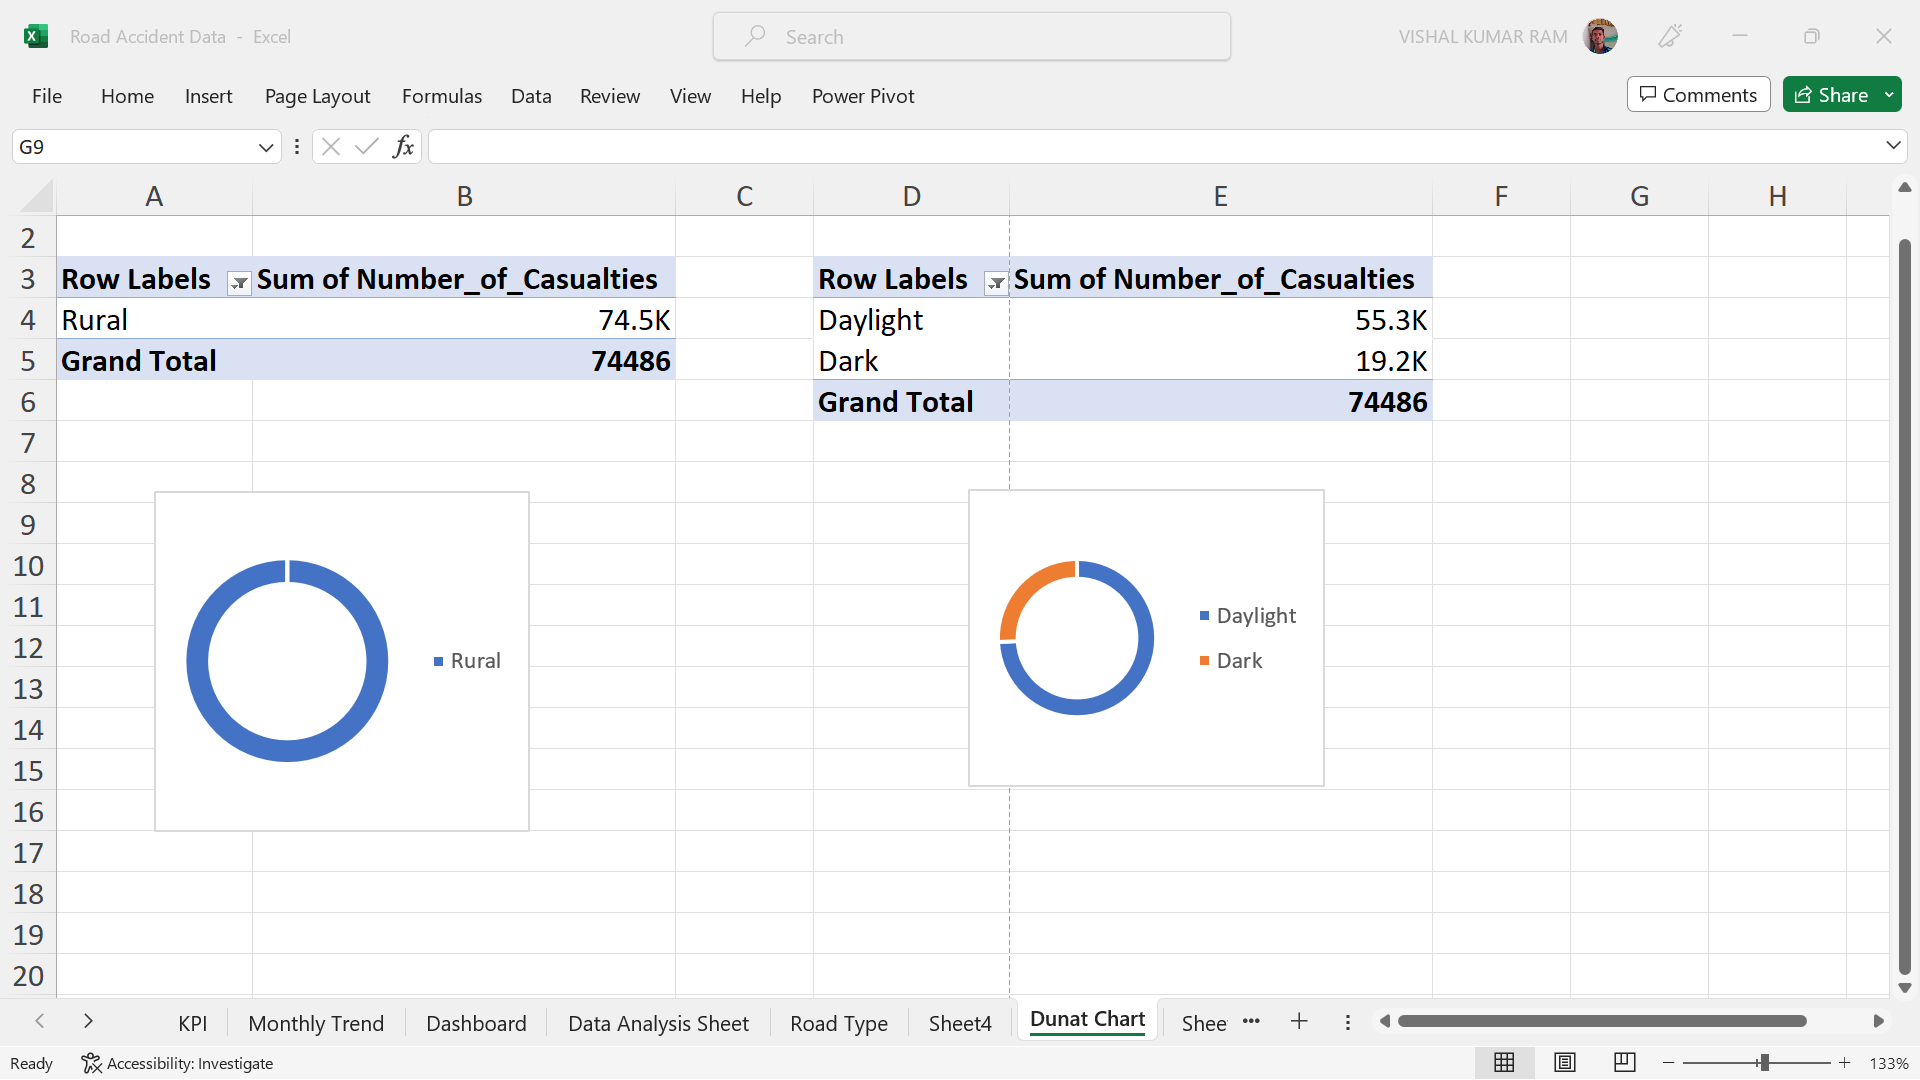 Road Accident Data - Excel
Search
VISHAL KUMAR RAM
File Home Insert Page Layout Formulas Data Review View Help Power Pivot
Comments Share
G9
fx
A B C D E F G H
2
3 Row Labels Sum of Number_of_Casualties Row Labels Sum of Number_of_Casualties
4 Rural 74.5K Daylight 55.3K
5 Grand Total 74486 Dark 19.2K
6 Grand Total 74486
7
8
9
10
11
Daylight
12
Rural
Dark
13
14
15
16
17
18
19
20
KPI Monthly Trend Dashboard Data Analysis Sheet Road Type Sheet4 Dunat Chart Shee
Ready Accessibility: Investigate 133%